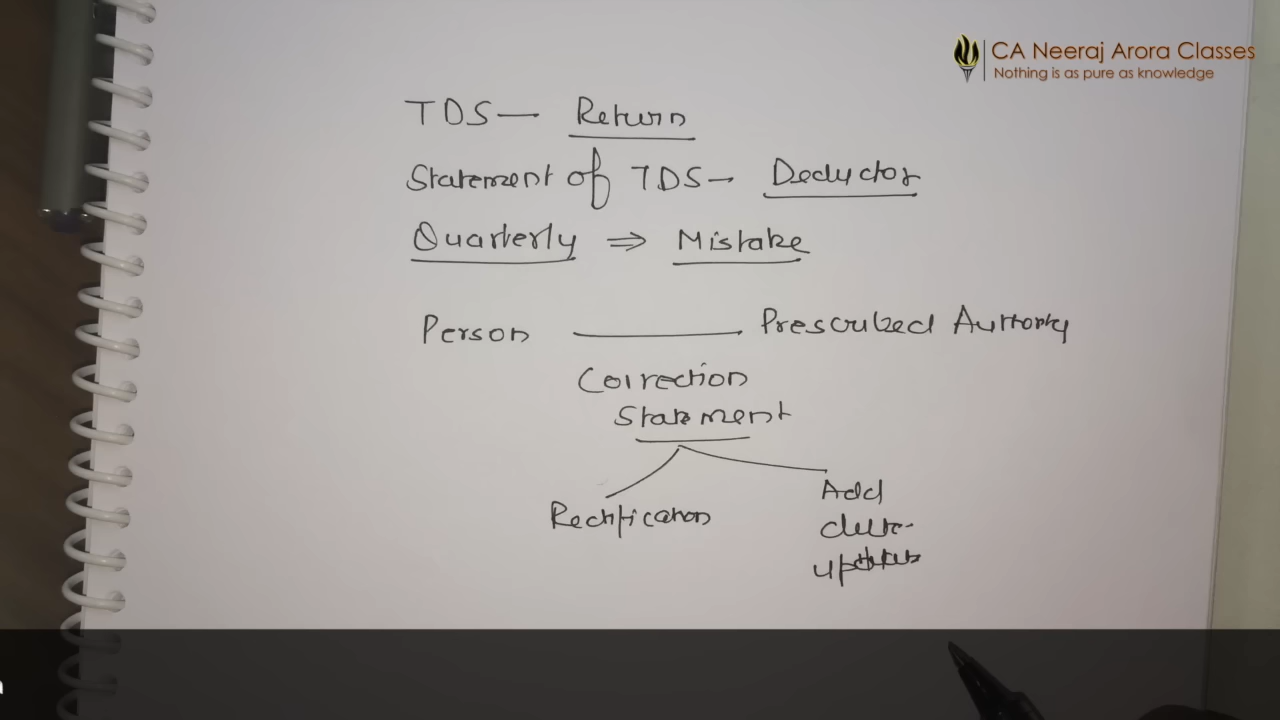 CA Neeraj Arora Classes
Nothing is as pure as knowledge
TDS — Return
Statement of TDS — Deductor
Quarterly ⇒ Mistake
Person — Prescribed Authority
Correction
Statement
Rectification
Add